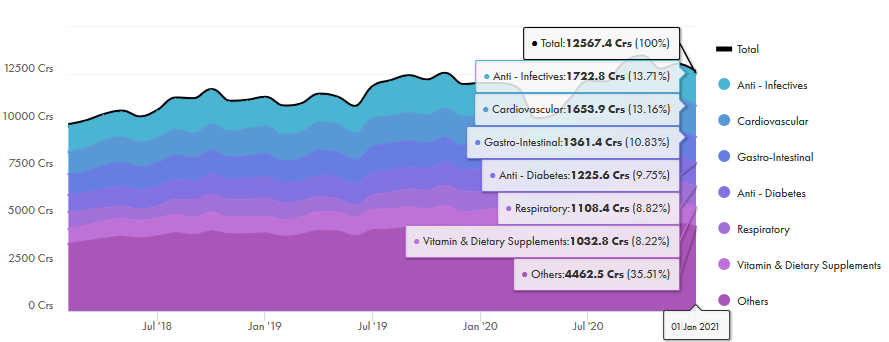 12500 Crs
10000 Crs
7500 Crs
5000 Crs
2500 Crs
0 Crs
Jul '18
Jan '19
Jul '19
Jan '20
Jul '20
01 Jan 2021
Total:12567.4 Crs (100%)
Anti - Infectives:1722.8 Crs (13.71%)
Cardiovascular:1653.9 Crs (13.16%)
Gastro-Intestinal:1361.4 Crs (10.83%)
Anti - Diabetes:1225.6 Crs (9.75%)
Respiratory:1108.4 Crs (8.82%)
Vitamin & Dietary Supplements:1032.8 Crs (8.22%)
Others:4462.5 Crs (35.51%)
Total
Anti - Infectives
Cardiovascular
Gastro-Intestinal
Anti - Diabetes
Respiratory
Vitamin & Dietary Supplements
Others